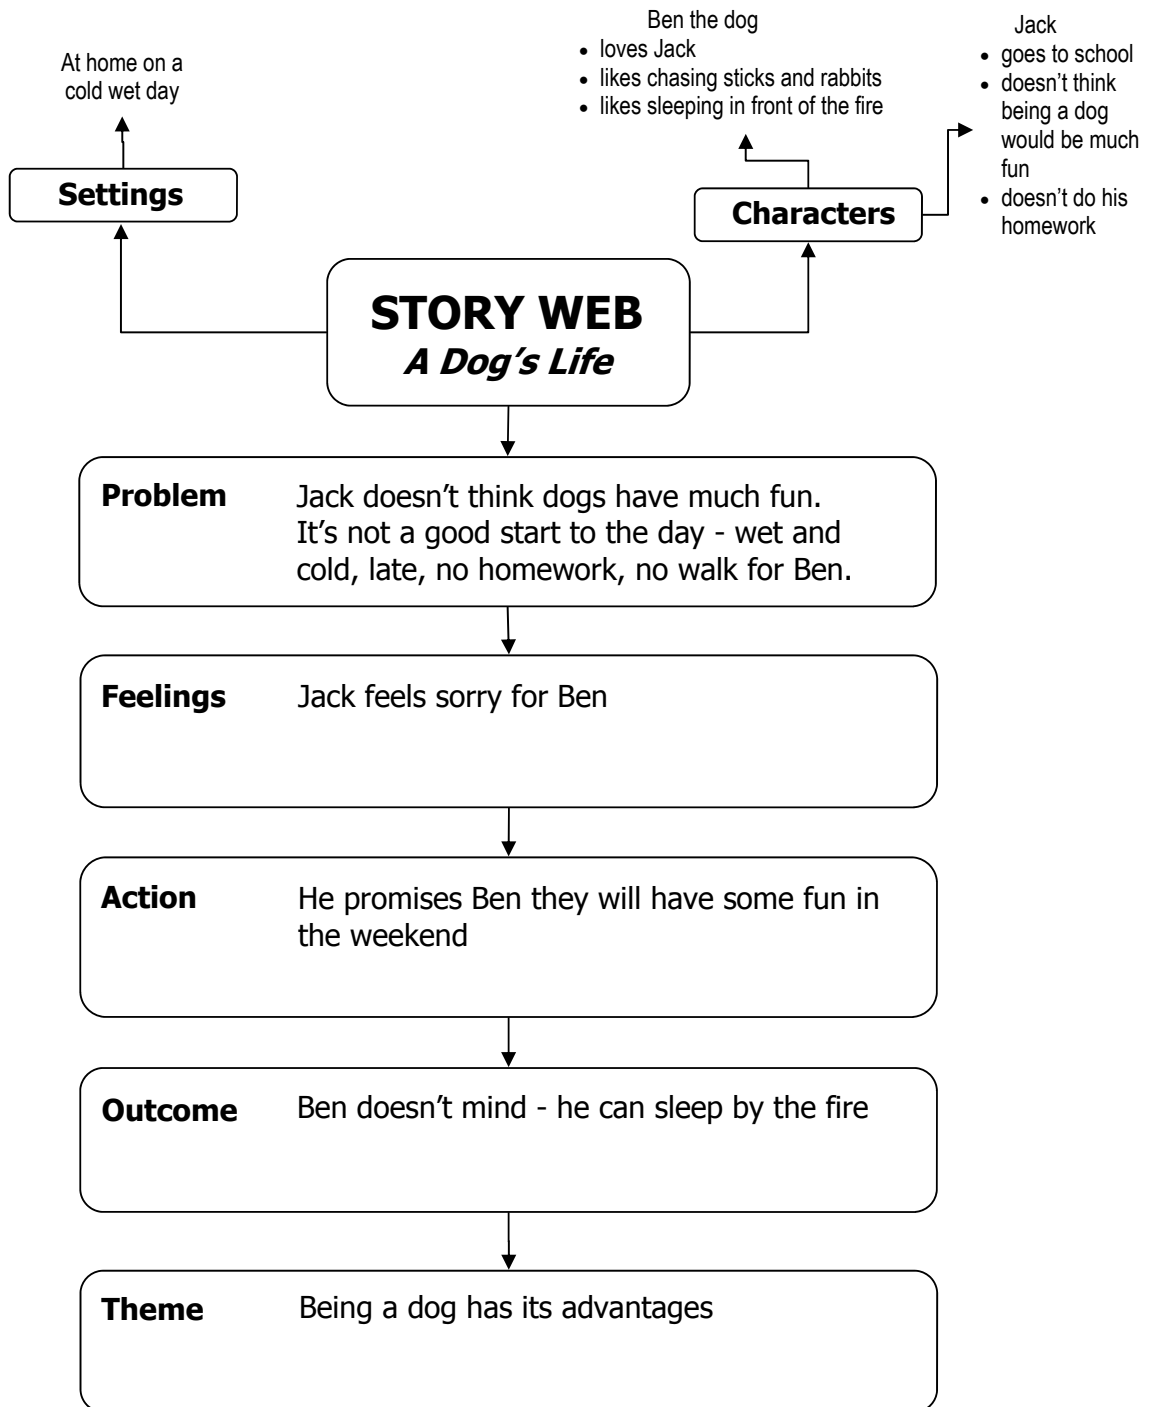 At home on a
cold wet day
Settings
Ben the dog
• loves Jack
• likes chasing sticks and rabbits
• likes sleeping in front of the fire
Jack
• goes to school
• doesn’t think
being a dog
would be much
fun
• doesn’t do his
homework
Characters
STORY WEB
A Dog’s Life
Problem
Jack doesn’t think dogs have much fun.
It’s not a good start to the day - wet and
cold, late, no homework, no walk for Ben.
Feelings
Jack feels sorry for Ben
Action
He promises Ben they will have some fun in
the weekend
Outcome
Ben doesn’t mind - he can sleep by the fire
Theme
Being a dog has its advantages